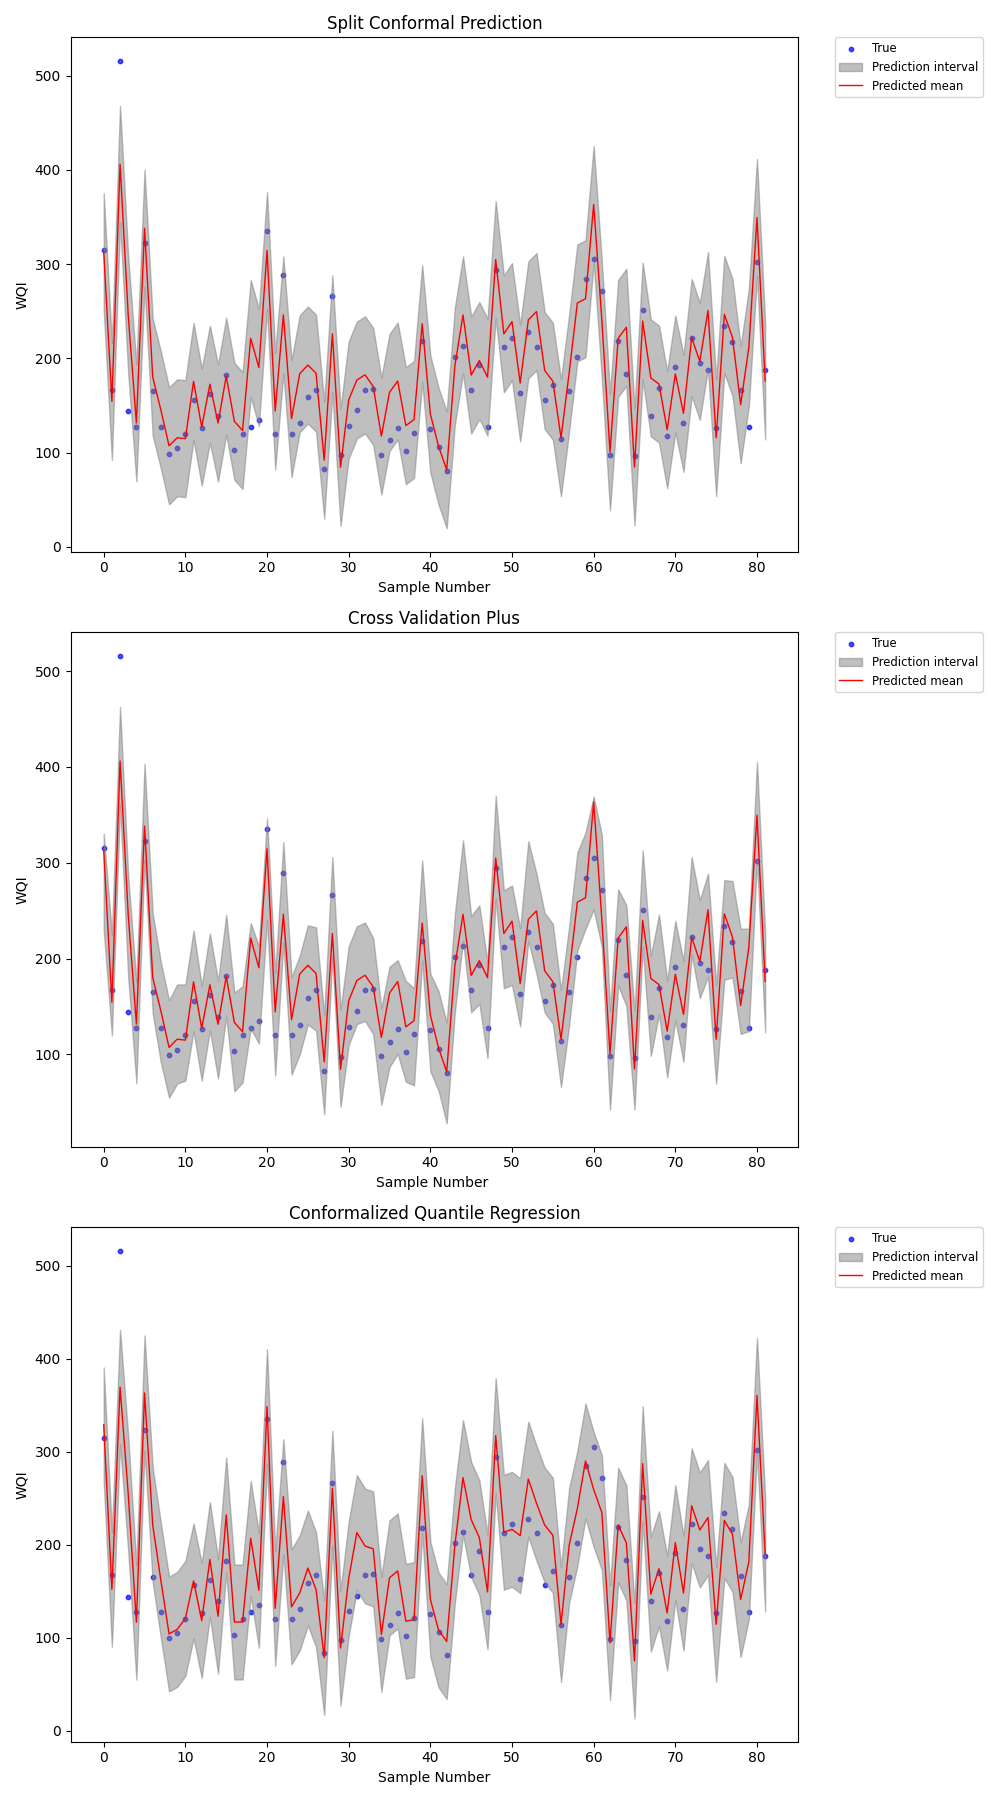 Split Conformal Prediction
True
Prediction interval
Predicted mean
500
400
300
200
100
0
WQI
0 10 20 30 40 50 60 70 80
Sample Number
Cross Validation Plus
True
Prediction interval
Predicted mean
500
400
300
200
100
WQI
0 10 20 30 40 50 60 70 80
Sample Number
Conformalized Quantile Regression
True
Prediction interval
Predicted mean
500
400
300
200
100
0
WQI
0 10 20 30 40 50 60 70 80
Sample Number